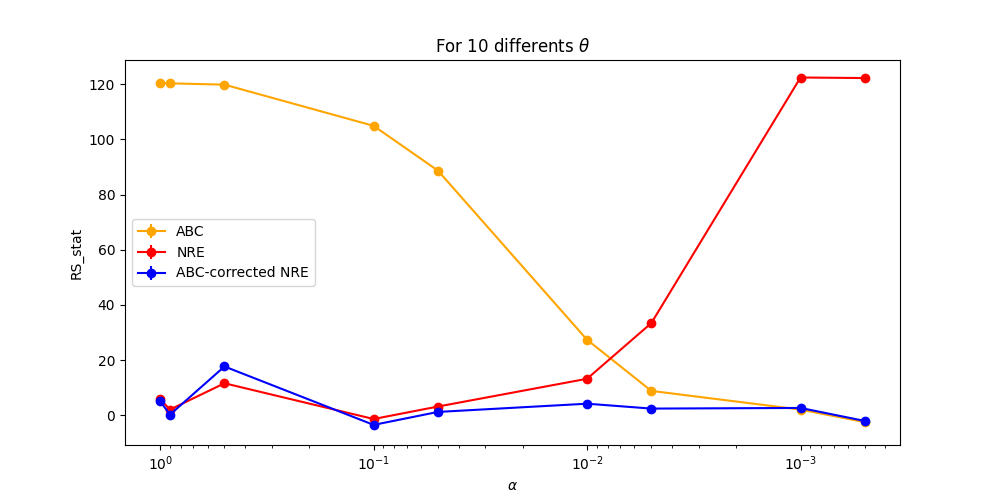 For 10 differents θ
RS_stat
120
100
80
60
40
20
0
ABC
NRE
ABC-corrected NRE
10⁰
10⁻¹
10⁻²
10⁻³
α